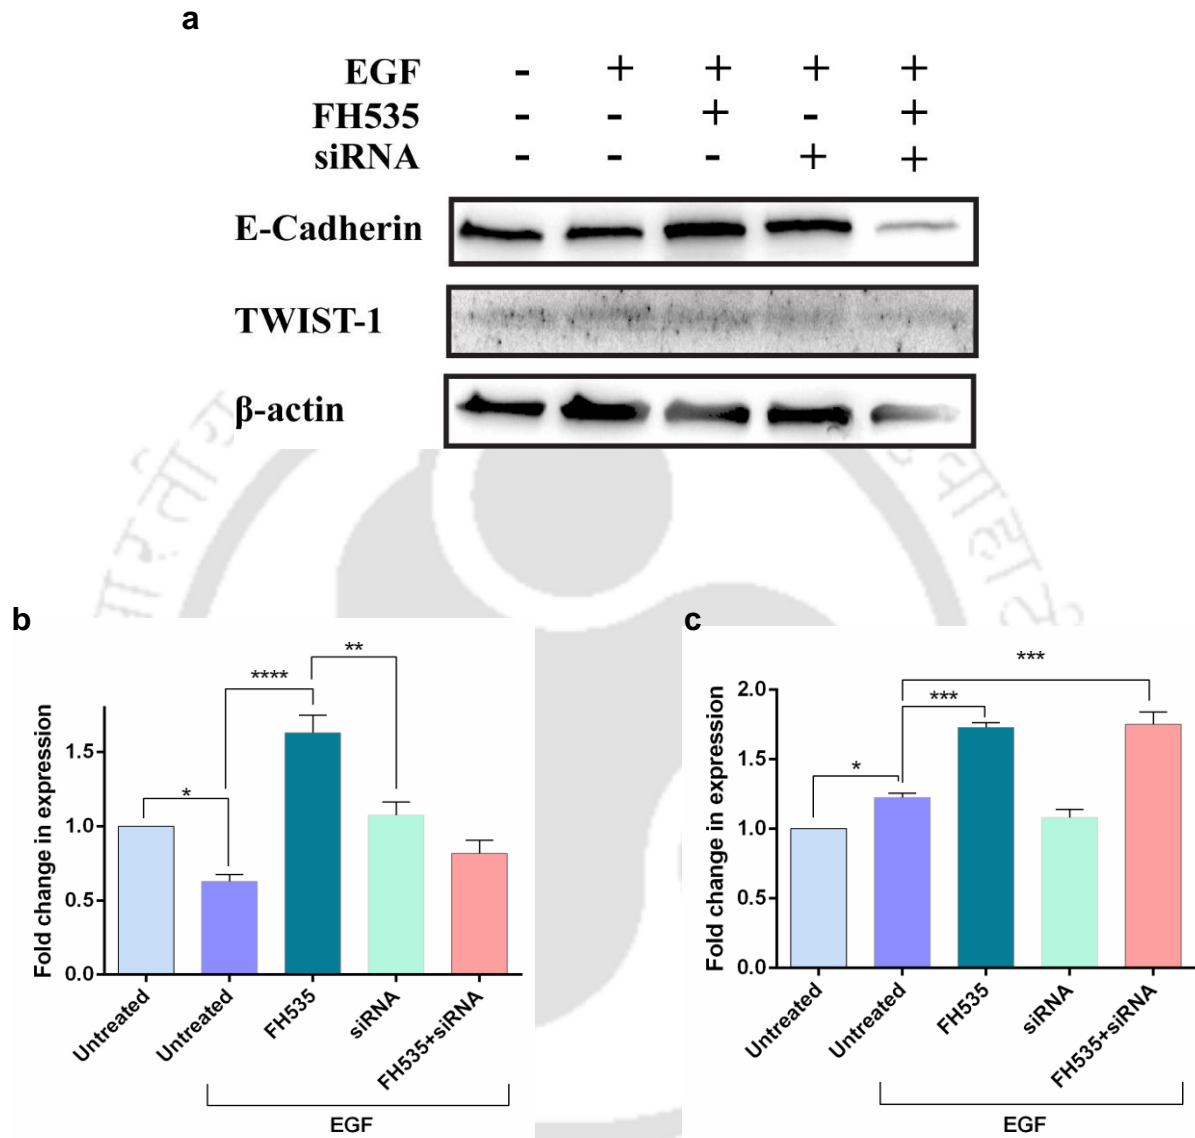 a
EGF - + + + +
FH535 - - + - +
siRNA - - - + +
E-Cadherin
TWIST-1
β-actin
b
Fold change in expression
0.0
0.5
1.0
1.5
*
****
**
Untreated
Untreated
FH535
siRNA
FH535+siRNA
EGF
c
Fold change in expression
0.0
0.5
1.0
1.5
2.0
*
***
***
Untreated
Untreated
FH535
siRNA
FH535+siRNA
EGF